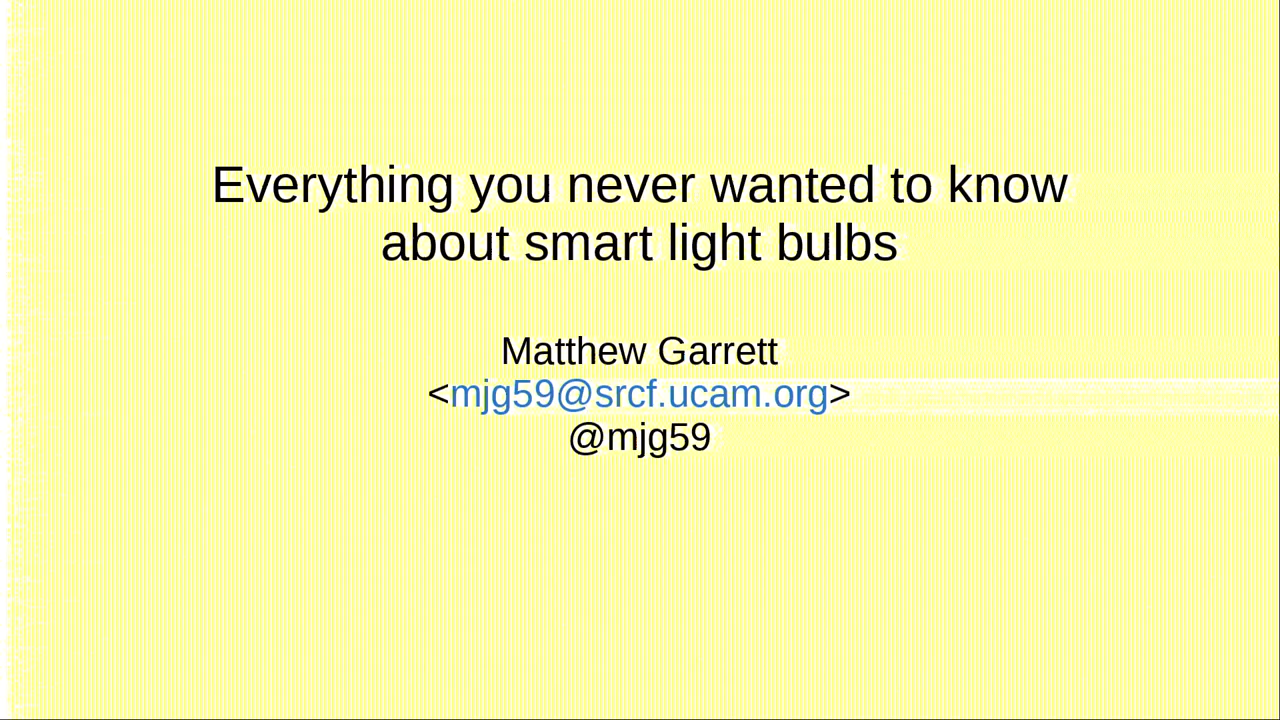 Everything you never wanted to know
about smart light bulbs
Matthew Garrett
<mjg59@srcf.ucam.org>
@mjg59